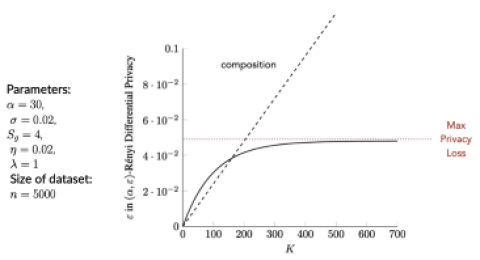 Parameters:
α = 30,
σ = 0.02,
S_g = 4,
η = 0.02,
λ = 1
Size of dataset:
n = 5000
ε in (α, ε)-Rényi Differential Privacy
0.1
8 · 10⁻²
6 · 10⁻²
4 · 10⁻²
2 · 10⁻²
0
composition
Max
Privacy
Loss
0 100 200 300 400 500 600 700
K